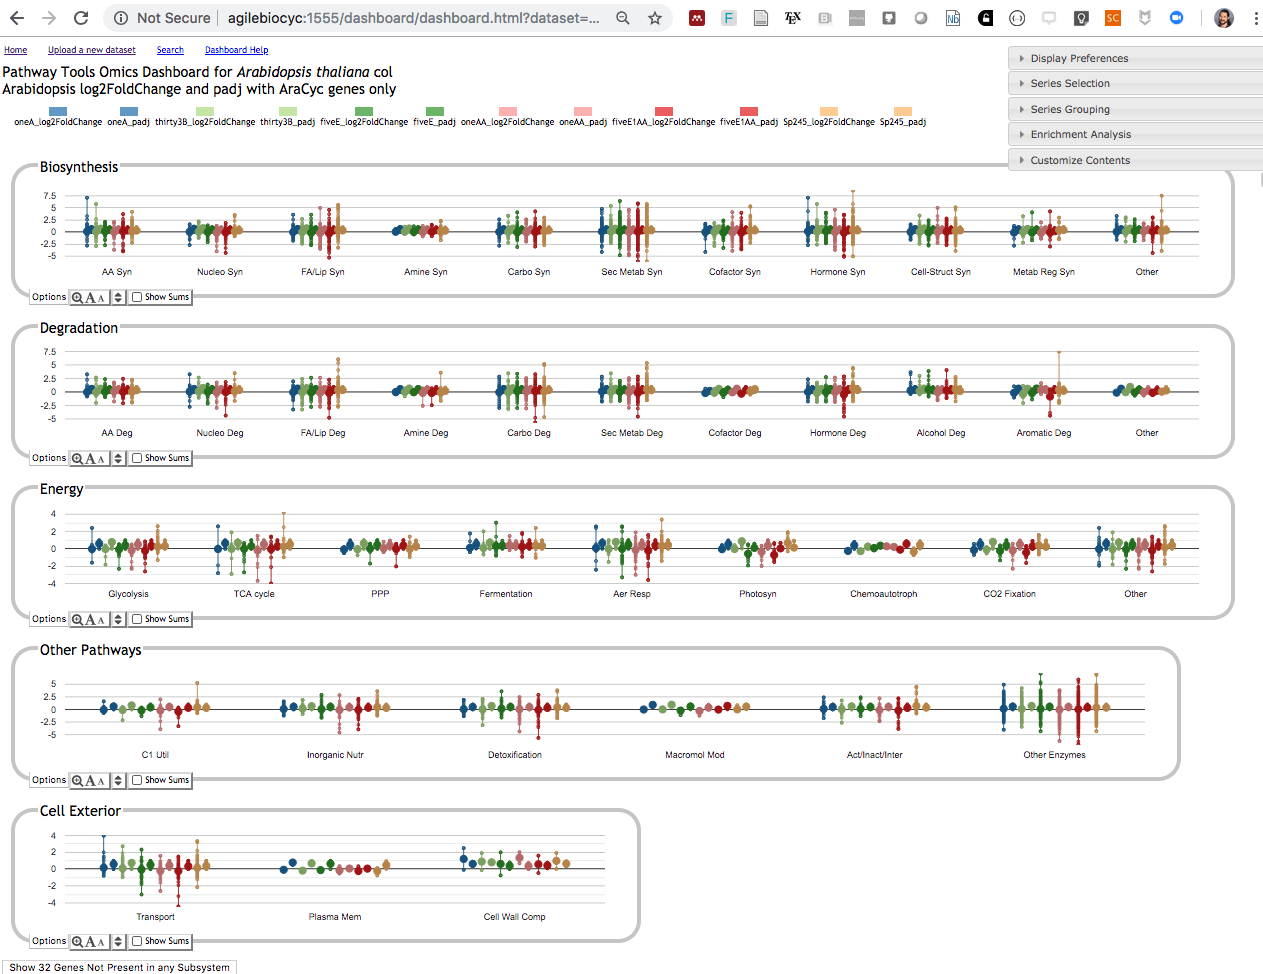 Not Secure | agilebiocyc:1555/dashboard/dashboard.html?dataset=...
Home Upload a new dataset Search Dashboard Help
Pathway Tools Omics Dashboard for Arabidopsis thaliana col
Arabidopsis log2FoldChange and padj with AraCyc genes only
Display Preferences
Series Selection
Series Grouping
Enrichment Analysis
Customize Contents
oneA_log2FoldChange oneA_padj thirty3B_log2FoldChange thirty3B_padj fiveE_log2FoldChange fiveE_padj oneAA_log2FoldChange oneAA_padj fiveE1AA_log2FoldChange fiveE1AA_padj Sp245_log2FoldChange Sp245_padj
Biosynthesis
7.5
5
2.5
0
-2.5
-5
AA Syn Nucleo Syn FA/Lip Syn Amine Syn Carbo Syn Sec Metab Syn Cofactor Syn Hormone Syn Cell-Struct Syn Metab Reg Syn Other
Options A A Show Sums
Degradation
7.5
5
2.5
0
-2.5
-5
AA Deg Nucleo Deg FA/Lip Deg Amine Deg Carbo Deg Sec Metab Deg Cofactor Deg Hormone Deg Alcohol Deg Aromatic Deg Other
Options A A Show Sums
Energy
4
2
0
-2
-4
Glycolysis TCA cycle PPP Fermentation Aer Resp Photosyn Chemoautotroph CO2 Fixation Other
Options A A Show Sums
Other Pathways
5
2.5
0
-2.5
-5
C1 Util Inorganic Nutr Detoxification Macromol Mod Act/Inact/Inter Other Enzymes
Options A A Show Sums
Cell Exterior
4
2
0
-2
-4
Transport Plasma Mem Cell Wall Comp
Options A A Show Sums
Show 32 Genes Not Present in any Subsystem